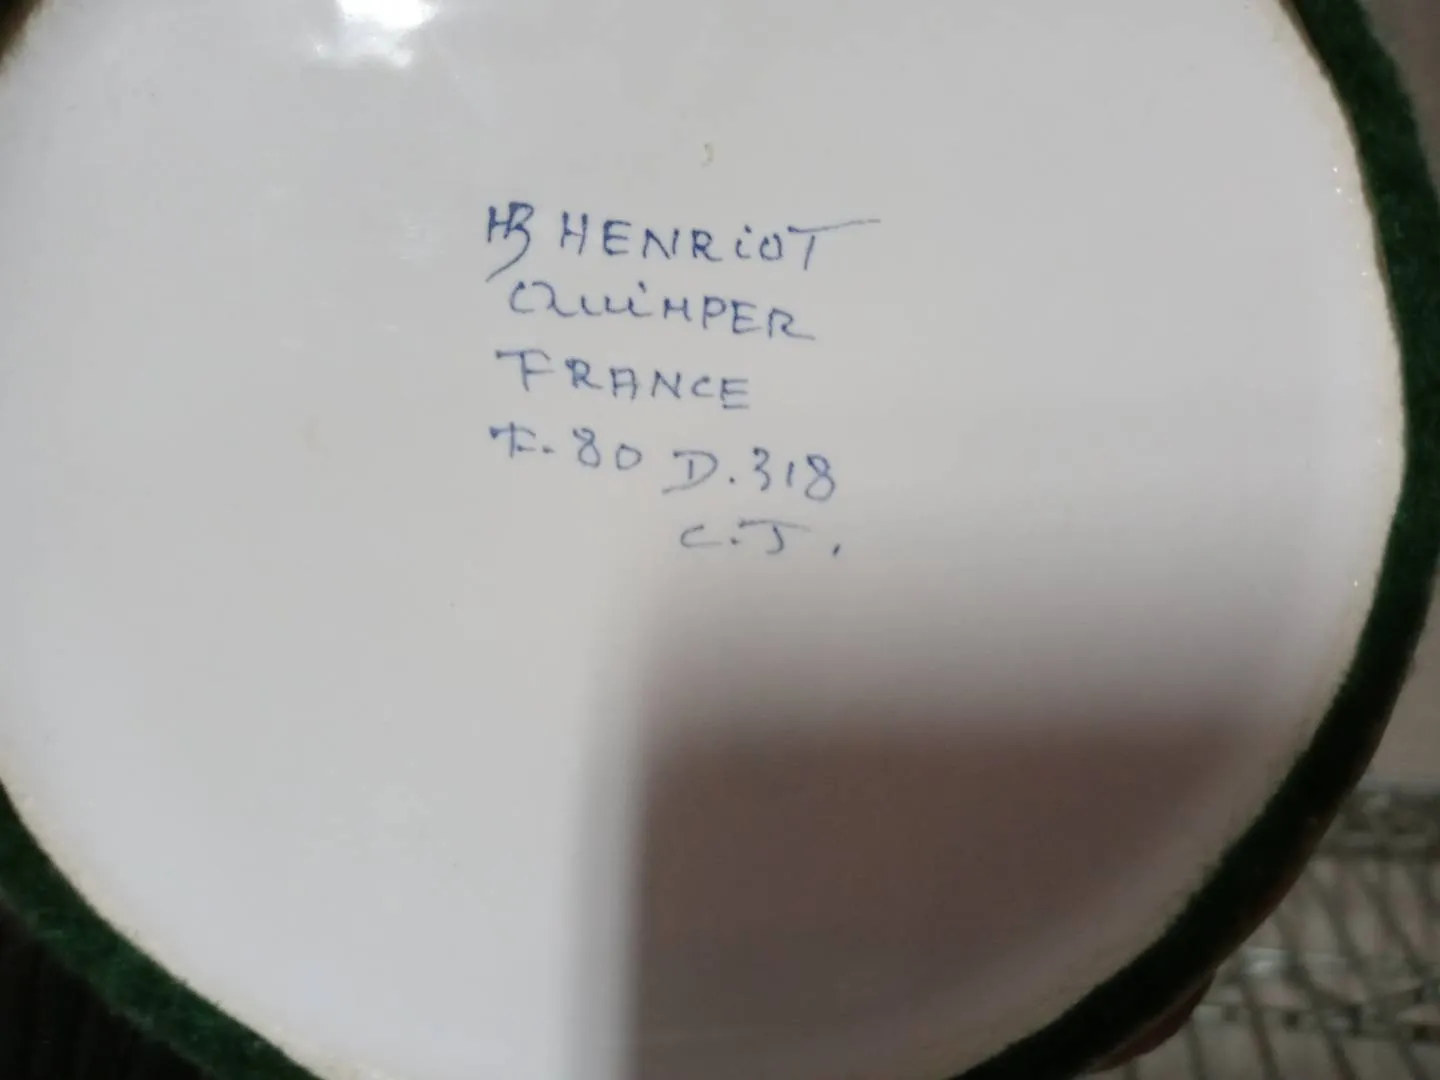 HB HENRiOT
QUiMPER
FRANCE
F. 80 D.318
C.J.